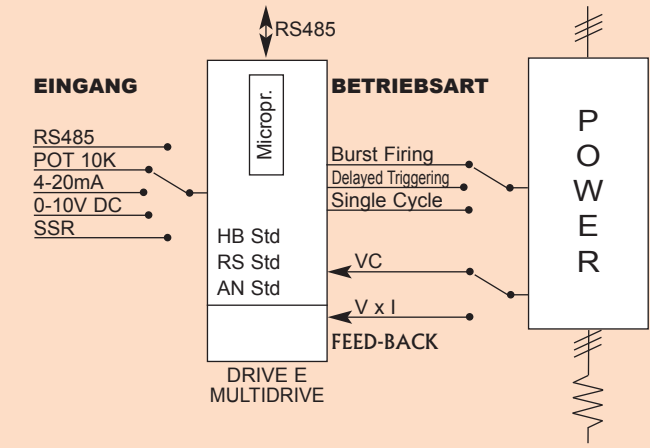 RS485
EINGANG
BETRIEBSART
Micropr.
RS485
POT 10K
4-20mA
0-10V DC
SSR
Burst Firing
Delayed Triggering
Single Cycle
HB Std
RS Std
AN Std
VC
V x I
FEED-BACK
POWER
DRIVE E
MULTIDRIVE